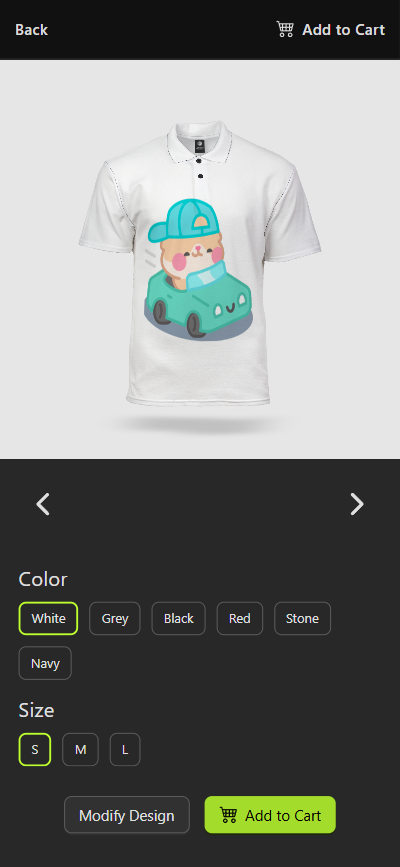 Back
Add to Cart
Color
White Grey Black Red Stone
Navy
Size
S M L
Modify Design Add to Cart